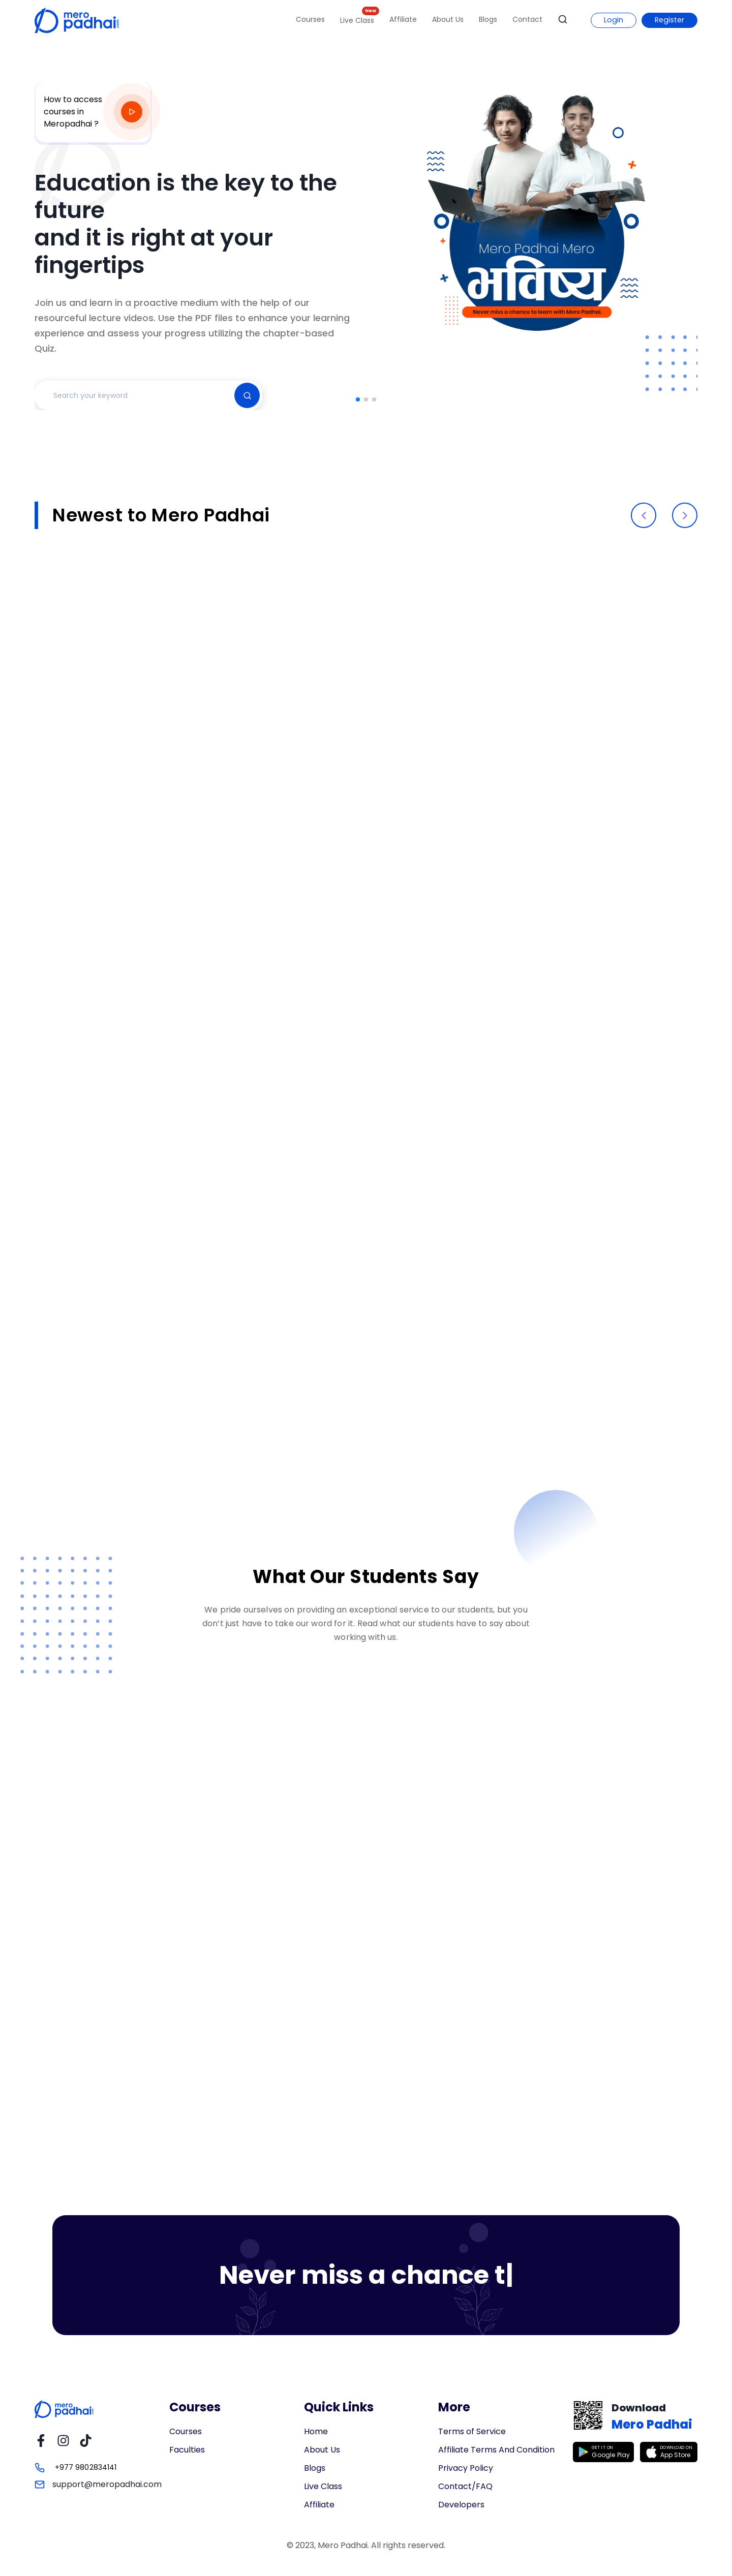 mero
padhai
Courses
New
Live Class
Affiliate
About Us
Blogs
Contact
Login
Register
How to access
courses in
Meropadhai ?
Education is the key to the
future
and it is right at your
fingertips
Join us and learn in a proactive medium with the help of our
resourceful lecture videos. Use the PDF files to enhance your learning
experience and assess your progress utilizing the chapter-based
Quiz.
Search your keyword
Mero Padhai Mero
भविष्य
Never miss a chance to learn with Mero Padhai.
Newest to Mero Padhai
What Our Students Say
We pride ourselves on providing an exceptional service to our students, but you
don't just have to take our word for it. Read what our students have to say about
working with us.
Never miss a chance t|
mero
padhai
+977 9802834141
support@meropadhai.com
Courses
Courses
Faculties
Quick Links
Home
About Us
Blogs
Live Class
Affiliate
More
Terms of Service
Affiliate Terms And Condition
Privacy Policy
Contact/FAQ
Developers
Download
Mero Padhai
GET IT ON
Google Play
DOWNLOAD ON
App Store
© 2023, Mero Padhai. All rights reserved.